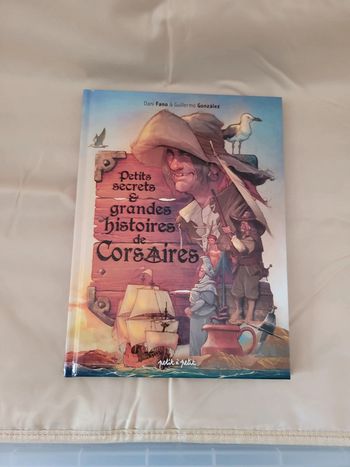 Dani Fano & Guillermo González
Petits
secrets
&
grandes
histoires
de
Corsaires
petit à petit